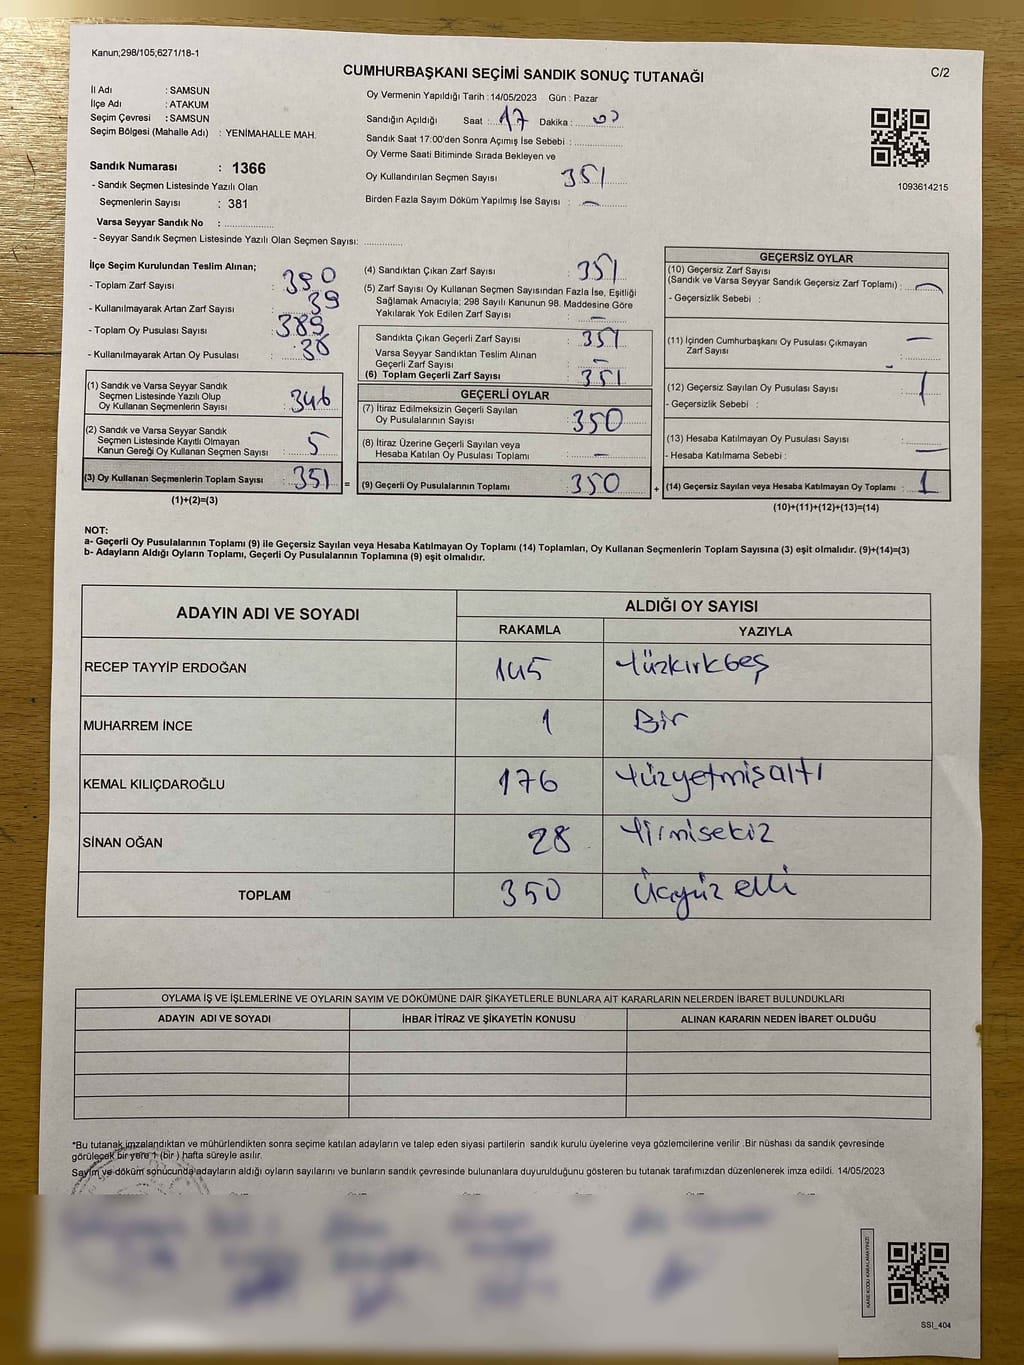 Kanun;298/105;6271/18-1
CUMHURBAŞKANI SEÇİMİ SANDIK SONUÇ TUTANAĞI
C/2
İl Adı : SAMSUN
İlçe Adı : ATAKUM
Seçim Çevresi : SAMSUN
Seçim Bölgesi (Mahalle Adı) : YENİMAHALLE MAH.
Sandık Numarası : 1366
- Sandık Seçmen Listesinde Yazılı Olan
Seçmenlerin Sayısı : 381
Varsa Seyyar Sandık No :
- Seyyar Sandık Seçmen Listesinde Yazılı Olan Seçmen Sayısı:
Oy Vermenin Yapıldığı Tarih : 14/05/2023 Gün : Pazar
Sandığın Açıldığı Saat : 17 Dakika :
Sandık Saat 17:00'den Sonra Açımış İse Sebebi :
Oy Verme Saati Bitiminde Sırada Bekleyen ve
Oy Kullandırılan Seçmen Sayısı 351
Birden Fazla Sayım Döküm Yapılmış İse Sayısı : —
1093614215
İlçe Seçim Kurulundan Teslim Alınan;
- Toplam Zarf Sayısı : 390
- Kullanılmayarak Artan Zarf Sayısı : 39
- Toplam Oy Pusulası Sayısı : 389
- Kullanılmayarak Artan Oy Pusulası : 38
(1) Sandık ve Varsa Seyyar Sandık
Seçmen Listesinde Yazılı Olup
Oy Kullanan Seçmenlerin Sayısı : 346
(2) Sandık ve Varsa Seyyar Sandık
Seçmen Listesinde Kayıtlı Olmayan
Kanun Gereği Oy Kullanan Seçmen Sayısı : 5
(3) Oy Kullanan Seçmenlerin Toplam Sayısı : 351 =
(1)+(2)=(3)
(4) Sandıktan Çıkan Zarf Sayısı : 351
(5) Zarf Sayısı Oy Kullanan Seçmen Sayısından Fazla İse, Eşitliği
Sağlamak Amacıyla; 298 Sayılı Kanunun 98. Maddesine Göre
Yakılarak Yok Edilen Zarf Sayısı : —
Sandıkta Çıkan Geçerli Zarf Sayısı : 351
Varsa Seyyar Sandıktan Teslim Alınan
Geçerli Zarf Sayısı : —
(6) Toplam Geçerli Zarf Sayısı : 351
GEÇERLİ OYLAR
(7) İtiraz Edilmeksizin Geçerli Sayılan
Oy Pusulalarının Sayısı : 350
(8) İtiraz Üzerine Geçerli Sayılan veya
Hesaba Katılan Oy Pusulası Toplamı : —
(9) Geçerli Oy Pusulalarının Toplamı : 350 +
GEÇERSİZ OYLAR
(10) Geçersiz Zarf Sayısı
(Sandık ve Varsa Seyyar Sandık Geçersiz Zarf Toplamı) : —
- Geçersizlik Sebebi :
(11) İçinden Cumhurbaşkanı Oy Pusulası Çıkmayan
Zarf Sayısı : —
(12) Geçersiz Sayılan Oy Pusulası Sayısı : 1
- Geçersizlik Sebebi :
(13) Hesaba Katılmayan Oy Pusulası Sayısı : —
- Hesaba Katılmama Sebebi :
(14) Geçersiz Sayılan veya Hesaba Katılmayan Oy Toplamı : 1
(10)+(11)+(12)+(13)=(14)
NOT:
a- Geçerli Oy Pusulalarının Toplamı (9) ile Geçersiz Sayılan veya Hesaba Katılmayan Oy Toplamı (14) Toplamları, Oy Kullanan Seçmenlerin Toplam Sayısına (3) eşit olmalıdır. (9)+(14)=(3)
b- Adayların Aldığı Oyların Toplamı, Geçerli Oy Pusulalarının Toplamına (9) eşit olmalıdır.
ADAYIN ADI VE SOYADI ALDIĞI OY SAYISI
RAKAMLA YAZIYLA
RECEP TAYYİP ERDOĞAN 145 Yüzkırkbeş
MUHARREM İNCE 1 Bir
KEMAL KILIÇDAROĞLU 176 Yüzyetmişaltı
SİNAN OĞAN 28 Yirmisekiz
TOPLAM 350 Üçyüz elli
OYLAMA İŞ VE İŞLEMLERİNE VE OYLARIN SAYIM VE DÖKÜMÜNE DAİR ŞİKAYETLERLE BUNLARA AİT KARARLARIN NELERDEN İBARET BULUNDUKLARI
ADAYIN ADI VE SOYADI İHBAR İTİRAZ VE ŞİKAYETİN KONUSU ALINAN KARARIN NEDEN İBARET OLDUĞU
*Bu tutanak imzalandıktan ve mühürlendikten sonra seçime katılan adayların ve talep eden siyasi partilerin sandık kurulu üyelerine veya gözlemcilerine verilir .Bir nüshası da sandık çevresinde
görülecek bir yere 1 (bir ) hafta süreyle asılır.
Sayım ve döküm sonucunda adayların aldığı oyların sayılarını ve bunların sandık çevresinde bulunanlara duyurulduğunu gösteren bu tutanak tarafımızdan düzenlenerek imza edildi. 14/05/2023
KARE KODU KARALAMAYINIZ!
SSI_404